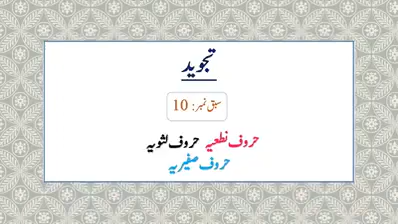 تجوید
سبق نمبر: 10
حروف نطعیہ حروف لثویہ
حروف صفیریہ